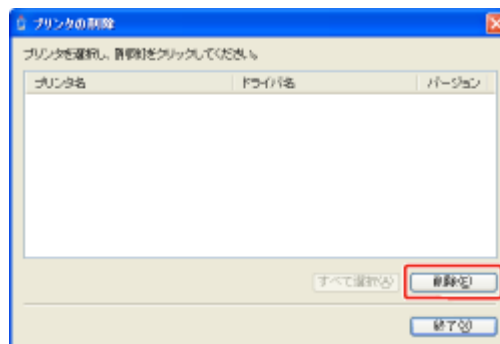 プリンタの削除
プリンタを選択し、[削除]をクリックしてください。
プリンタ名 ドライバ名 バージョン
すべて選択(A) 削除(E)
終了(X)